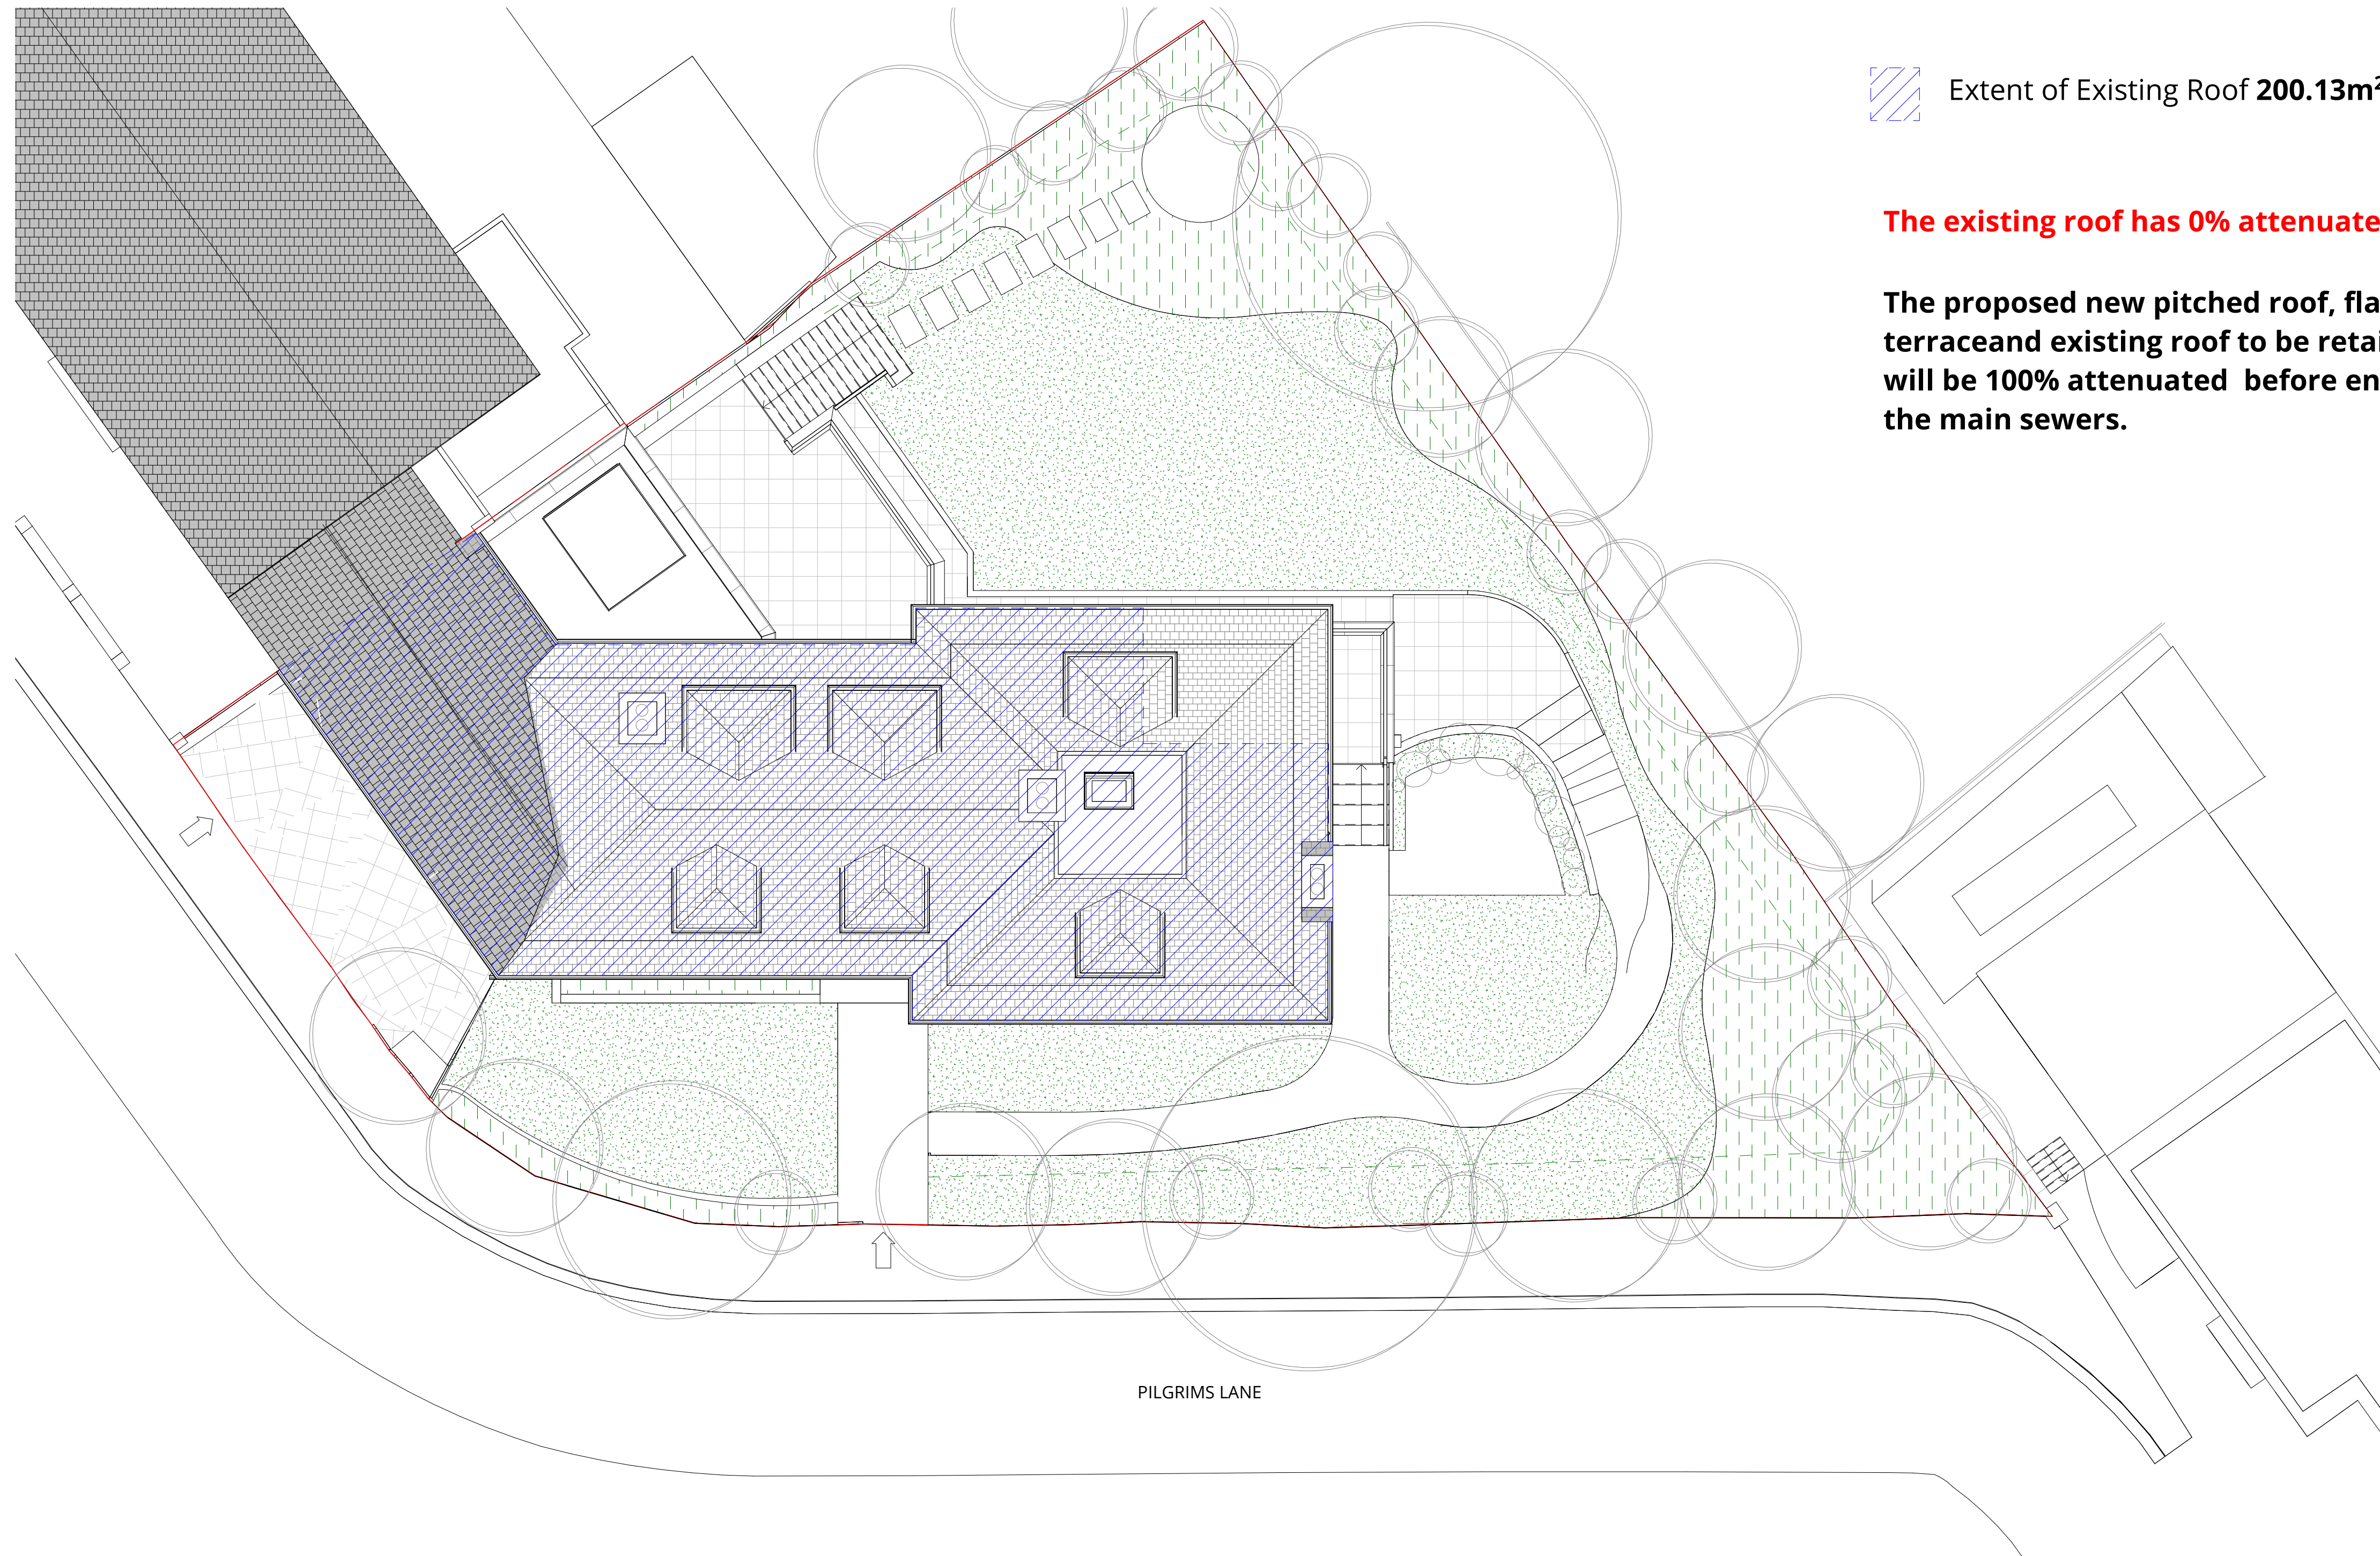 Extent of Existing Roof 200.13m²
The existing roof has 0% attenuate
The proposed new pitched roof, fla
terraceand existing roof to be retai
will be 100% attenuated before en
the main sewers.
PILGRIMS LANE